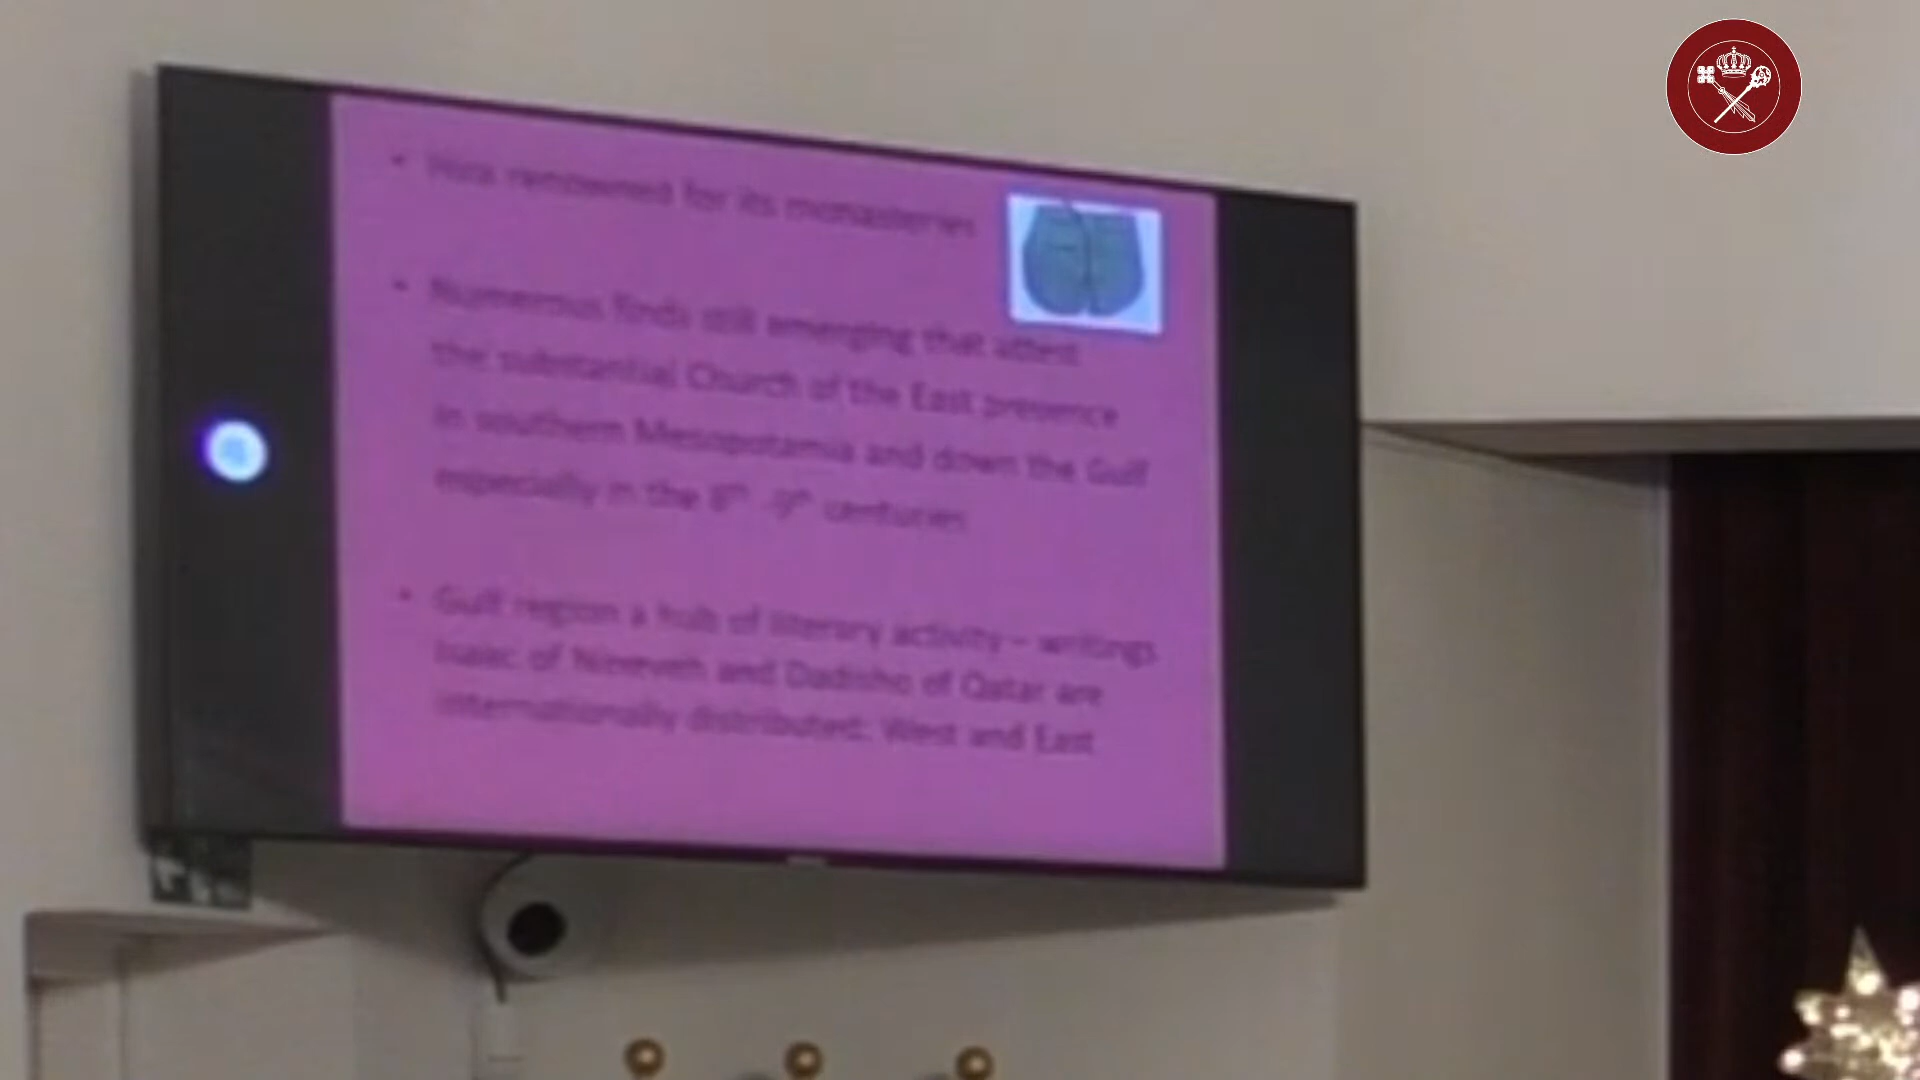 Hira renowned for its monasteries
Numerous finds still emerging that attest
the substantial Church of the East presence
in southern Mesopotamia and down the Gulf
especially in the 8th -9th centuries
Gulf region a hub of literary activity – writings
Isaac of Nineveh and Dadisho of Qatar are
internationally distributed: West and East